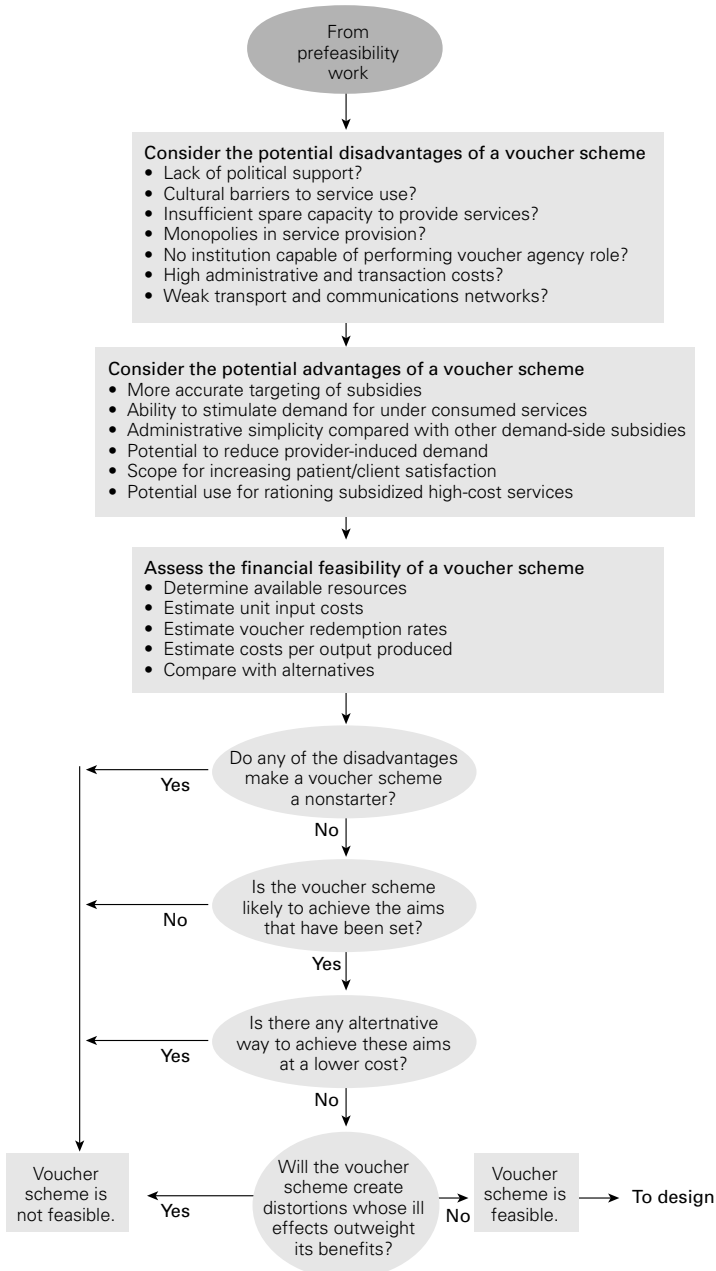 From
prefeasibility
work
Consider the potential disadvantages of a voucher scheme
• Lack of political support?
• Cultural barriers to service use?
• Insufficient spare capacity to provide services?
• Monopolies in service provision?
• No institution capable of performing voucher agency role?
• High administrative and transaction costs?
• Weak transport and communications networks?
Consider the potential advantages of a voucher scheme
• More accurate targeting of subsidies
• Ability to stimulate demand for under consumed services
• Administrative simplicity compared with other demand-side subsidies
• Potential to reduce provider-induced demand
• Scope for increasing patient/client satisfaction
• Potential use for rationing subsidized high-cost services
Assess the financial feasibility of a voucher scheme
• Determine available resources
• Estimate unit input costs
• Estimate voucher redemption rates
• Estimate costs per output produced
• Compare with alternatives
Do any of the disadvantages
make a voucher scheme
a nonstarter?
Yes
No
Is the voucher scheme
likely to achieve the aims
that have been set?
No
Yes
Is there any altertnative
way to achieve these aims
at a lower cost?
Yes
No
Voucher
scheme is
not feasible.
Yes
Will the voucher
scheme create
distortions whose ill
effects outweight
its benefits?
No
Voucher
scheme is
feasible.
To design